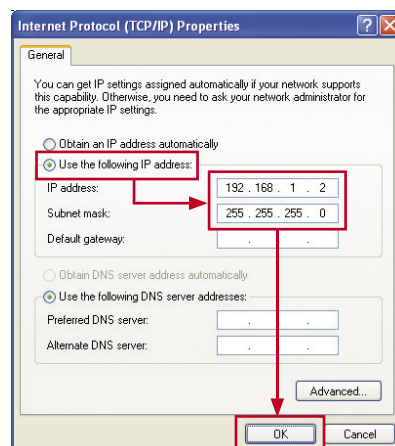 Internet Protocol (TCP/IP) Properties
General
You can get IP settings assigned automatically if your network supports
this capability. Otherwise, you need to ask your network administrator for
the appropriate IP settings.
Obtain an IP address automatically
Use the following IP address:
IP address: 192 . 168 . 1 . 2
Subnet mask: 255 . 255 . 255 . 0
Default gateway: . . .
Obtain DNS server address automatically
Use the following DNS server addresses:
Preferred DNS server: . . .
Alternate DNS server: . . .
Advanced...
OK Cancel